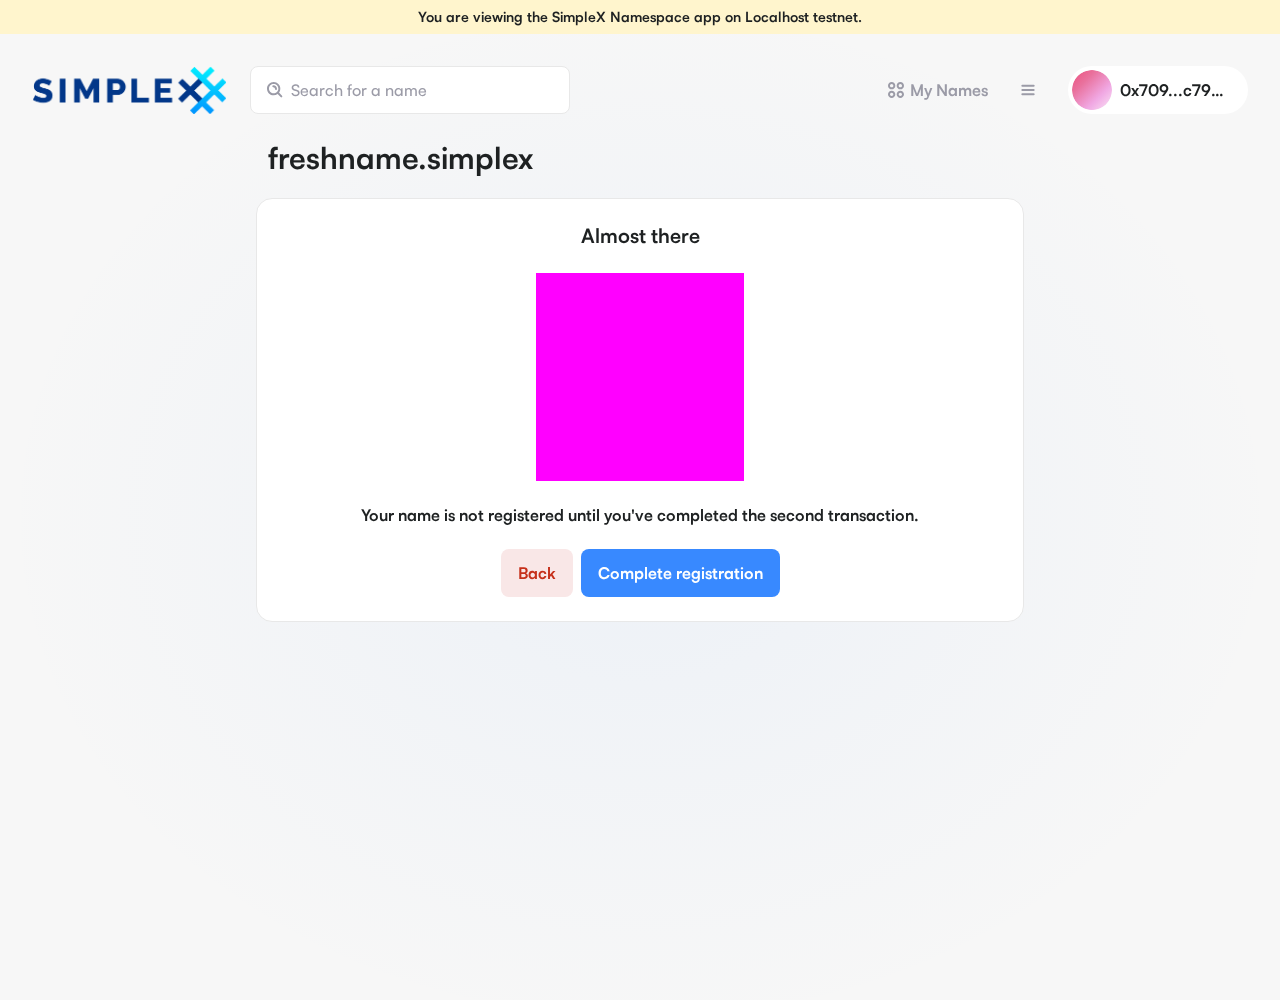 You are viewing the SimpleX Namespace app on Localhost testnet.
SIMPLEX
Search for a name
My Names
0x709...c79...
freshname.simplex
Almost there
Your name is not registered until you've completed the second transaction.
Back
Complete registration